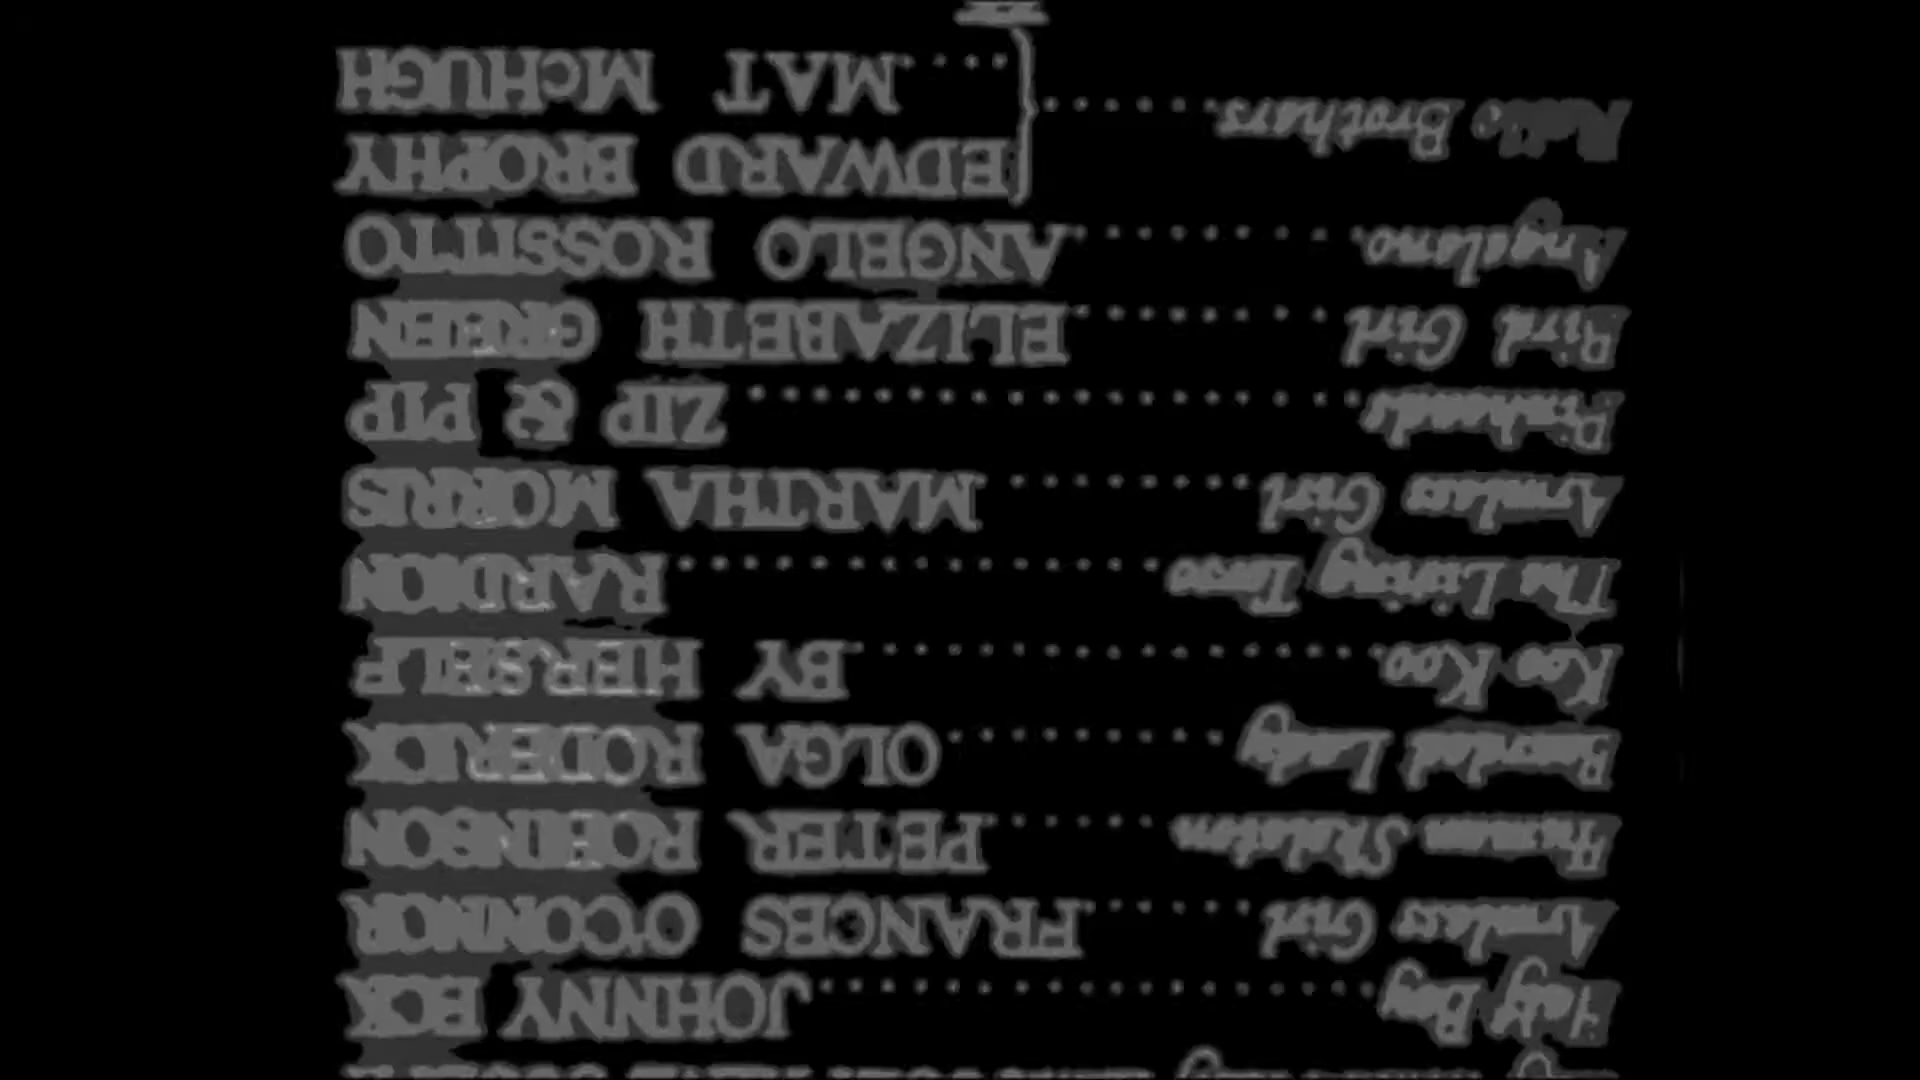 Half Boy JOHNNY ECK
Armless Girl FRANCES O'CONNOR
Human Skeleton PETER ROBINSON
Bearded Lady OLGA RODERICK
Koo Koo. BY HERSELF
The Living Torso RARDION
Armless Girl MARTHA MORRIS
Pinheads ZIP & PIP
Bird Girl ELIZABETH GREEN
Angeleno. ANGELO ROSSITTO
EDWARD BROPHY
Rollo Brothers.
MAT McHUGH